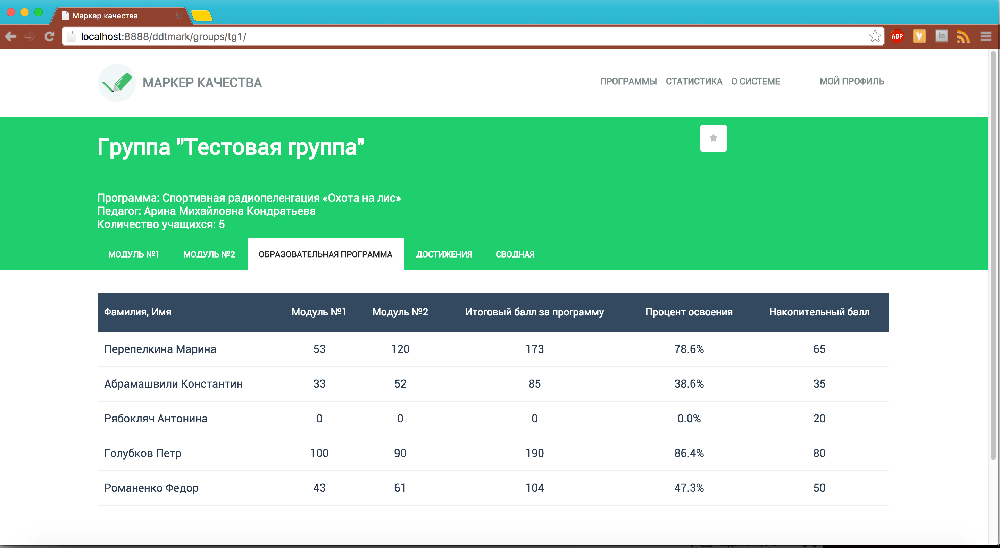 Маркер качества
localhost:8888/ddtmark/groups/tg1/
ABP
In
МАРКЕР КАЧЕСТВА
ПРОГРАММЫ СТАТИСТИКА О СИСТЕМЕ МОЙ ПРОФИЛЬ
Группа "Тестовая группа"
Программа: Спортивная радиопеленгация «Охота на лис»
Педагог: Арина Михайловна Кондратьева
Количество учащихся: 5
МОДУЛЬ №1 МОДУЛЬ №2 ОБРАЗОВАТЕЛЬНАЯ ПРОГРАММА ДОСТИЖЕНИЯ СВОДНАЯ
Фамилия, Имя Модуль №1 Модуль №2 Итоговый балл за программу Процент освоения Накопительный балл
Перепелкина Марина 53 120 173 78.6% 65
Абрамашвили Константин 33 52 85 38.6% 35
Рябокляч Антонина 0 0 0 0.0% 20
Голубков Петр 100 90 190 86.4% 80
Романенко Федор 43 61 104 47.3% 50